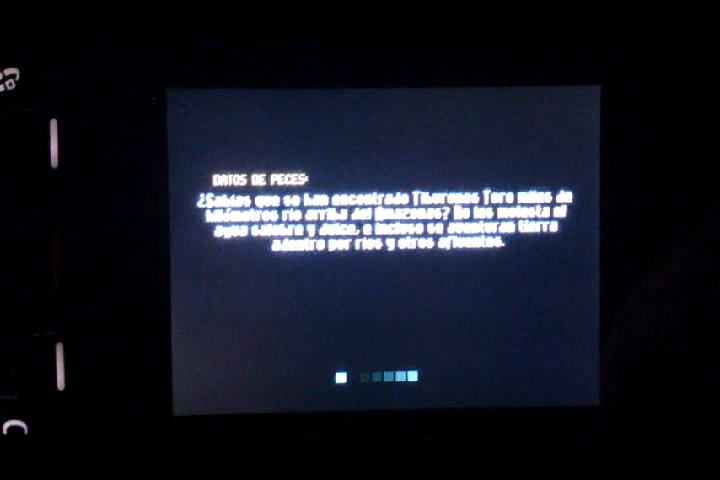 DATOS DE PECES:
¿Sabías que se han encontrado Tiburones Toro miles de
kilómetros río arriba del Amazonas? No les molesta el
agua salobre y dulce, e incluso se aventuran tierra
adentro por ríos y otros afluentes.